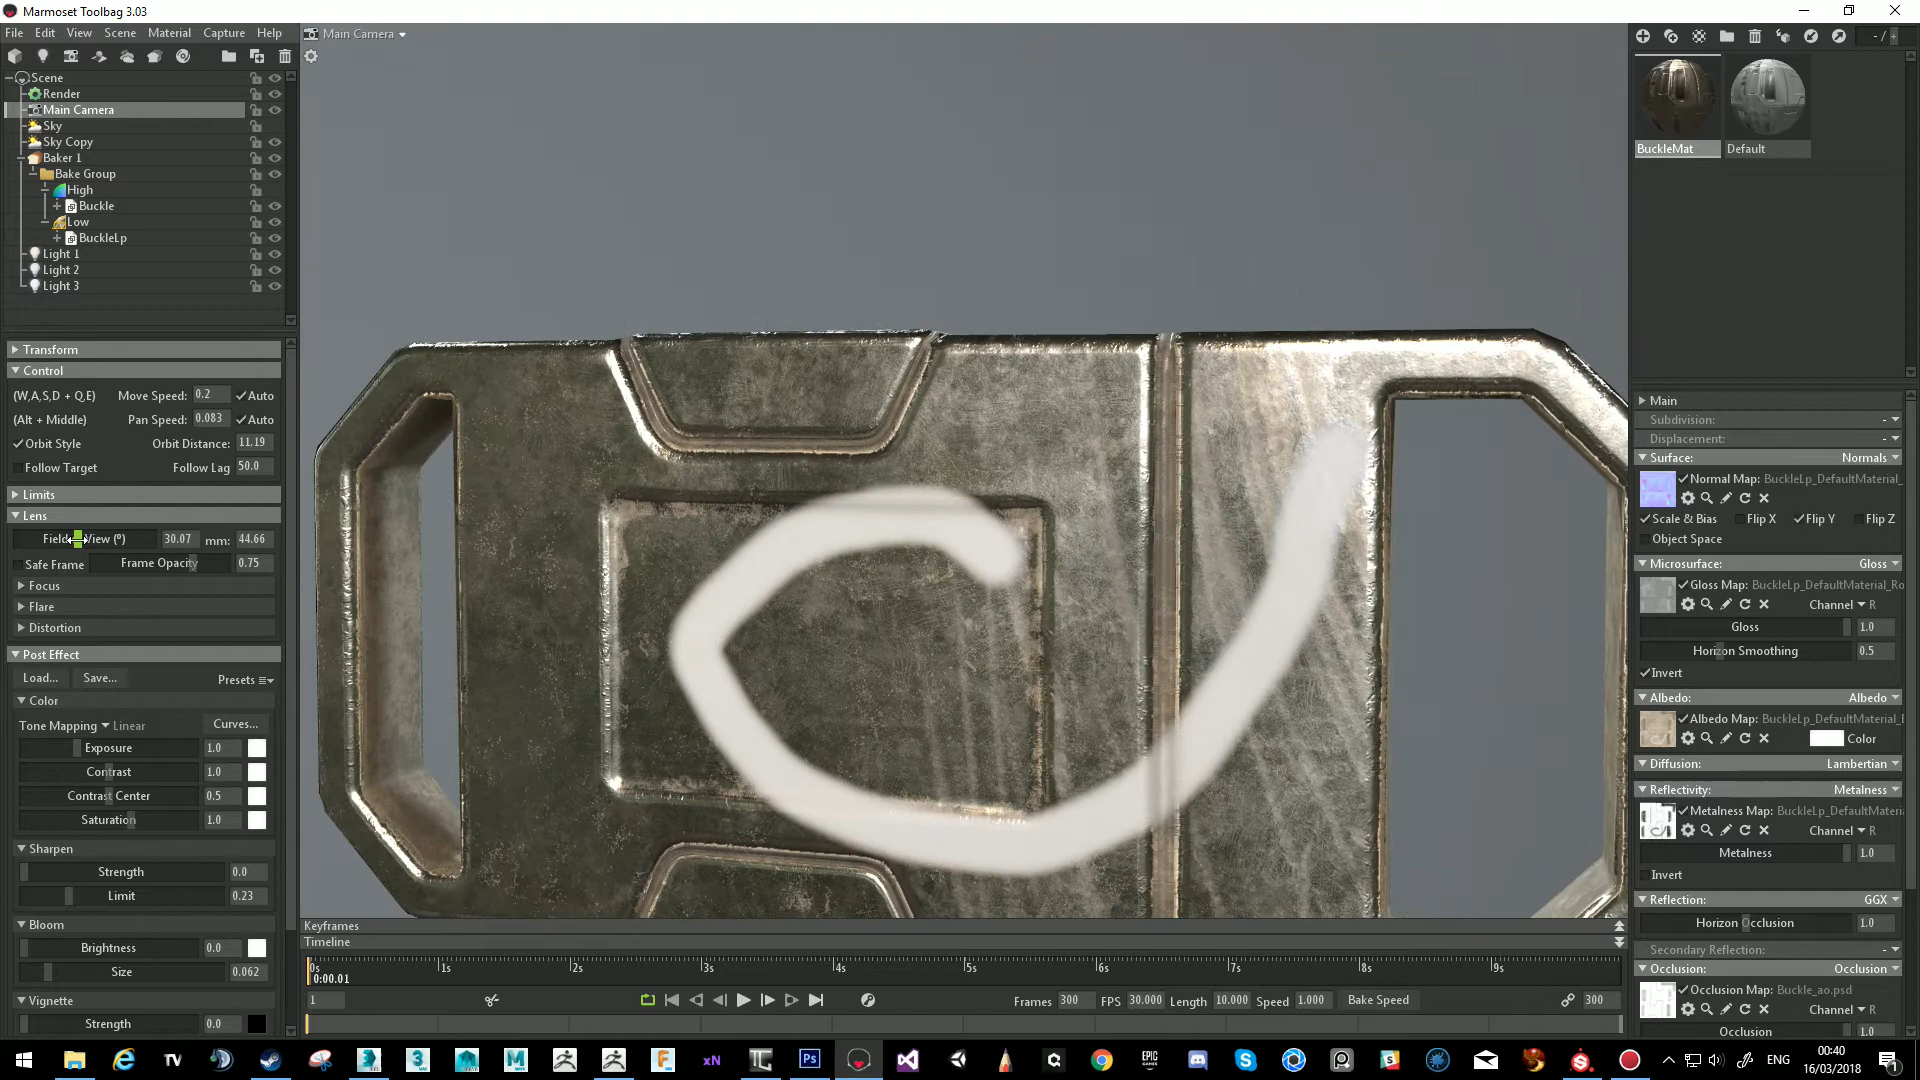 Marmoset Toolbag 3.03
File Edit View Scene Material Capture Help
Main Camera
- /
Scene
Render
Main Camera
Sky
Sky Copy
Baker 1
Bake Group
High
Buckle
Low
BuckleLp
Light 1
Light 2
Light 3
BuckleMat
Default
Transform
Control
(W,A,S,D + Q,E) Move Speed: 0.2 Auto
(Alt + Middle) Pan Speed: 0.083 Auto
Orbit Style Orbit Distance: 11.19
Follow Target Follow Lag 50.0
Limits
Lens
Field View (º) 30.07 mm: 44.66
Safe Frame Frame Opacity 0.75
Focus
Flare
Distortion
Post Effect
Load... Save... Presets
Color
Tone Mapping Linear Curves...
Exposure 1.0
Contrast 1.0
Contrast Center 0.5
Saturation 1.0
Sharpen
Strength 0.0
Limit 0.23
Bloom
Brightness 0.0
Size 0.062
Vignette
Strength 0.0
Main
Subdivision: -
Displacement: -
Surface: Normals
Normal Map: BuckleLp_DefaultMaterial_
Scale & Bias Flip X Flip Y Flip Z
Object Space
Microsurface: Gloss
Gloss Map: BuckleLp_DefaultMaterial_Ro
Channel R
Gloss 1.0
Horizon Smoothing 0.5
Invert
Albedo: Albedo
Albedo Map: BuckleLp_DefaultMaterial_B
Color
Diffusion: Lambertian
Reflectivity: Metalness
Metalness Map: BuckleLp_DefaultMateria
Channel R
Metalness 1.0
Invert
Reflection: GGX
Horizon Occlusion 1.0
Secondary Reflection: -
Occlusion: Occlusion
Occlusion Map: Buckle_ao.psd
Channel R
Occlusion 1.0
Keyframes
Timeline
0s 1s 2s 3s 4s 5s 6s 7s 8s 9s
0:00.01
1 Frames 300 FPS 30.000 Length 10.000 Speed 1.000 Bake Speed 300
TV xN Ps EPIC GAMES ENG
00:40
16/03/2018
1